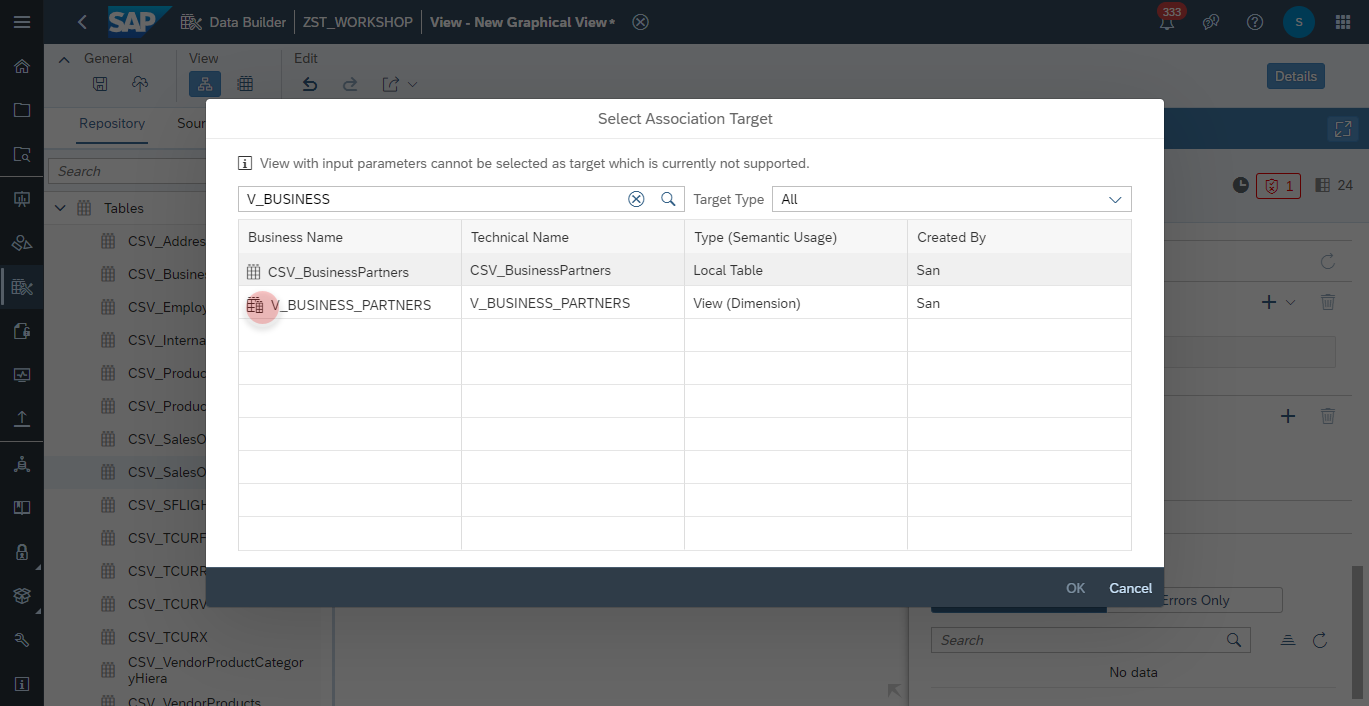 SAP Data Builder ZST_WORKSHOP View - New Graphical View* 333 S
General View Edit
Details
Repository Sour
Select Association Target
View with input parameters cannot be selected as target which is currently not supported.
Search
V_BUSINESS Target Type All
1 24
Tables
Business Name Technical Name Type (Semantic Usage) Created By
CSV_Addre
CSV_BusinessPartners CSV_BusinessPartners Local Table San
CSV_Busine
V_BUSINESS_PARTNERS V_BUSINESS_PARTNERS View (Dimension) San
CSV_Employ
CSV_Interna
CSV_Produc
CSV_Produc
CSV_SalesO
CSV_SalesO
CSV_SFLIGH
CSV_TCURF
CSV_TCURR
OK Cancel
CSV_TCURV
Errors Only
CSV_TCURX
Search
CSV_VendorProductCategor
yHiera
No data
CSV_VendorProducts